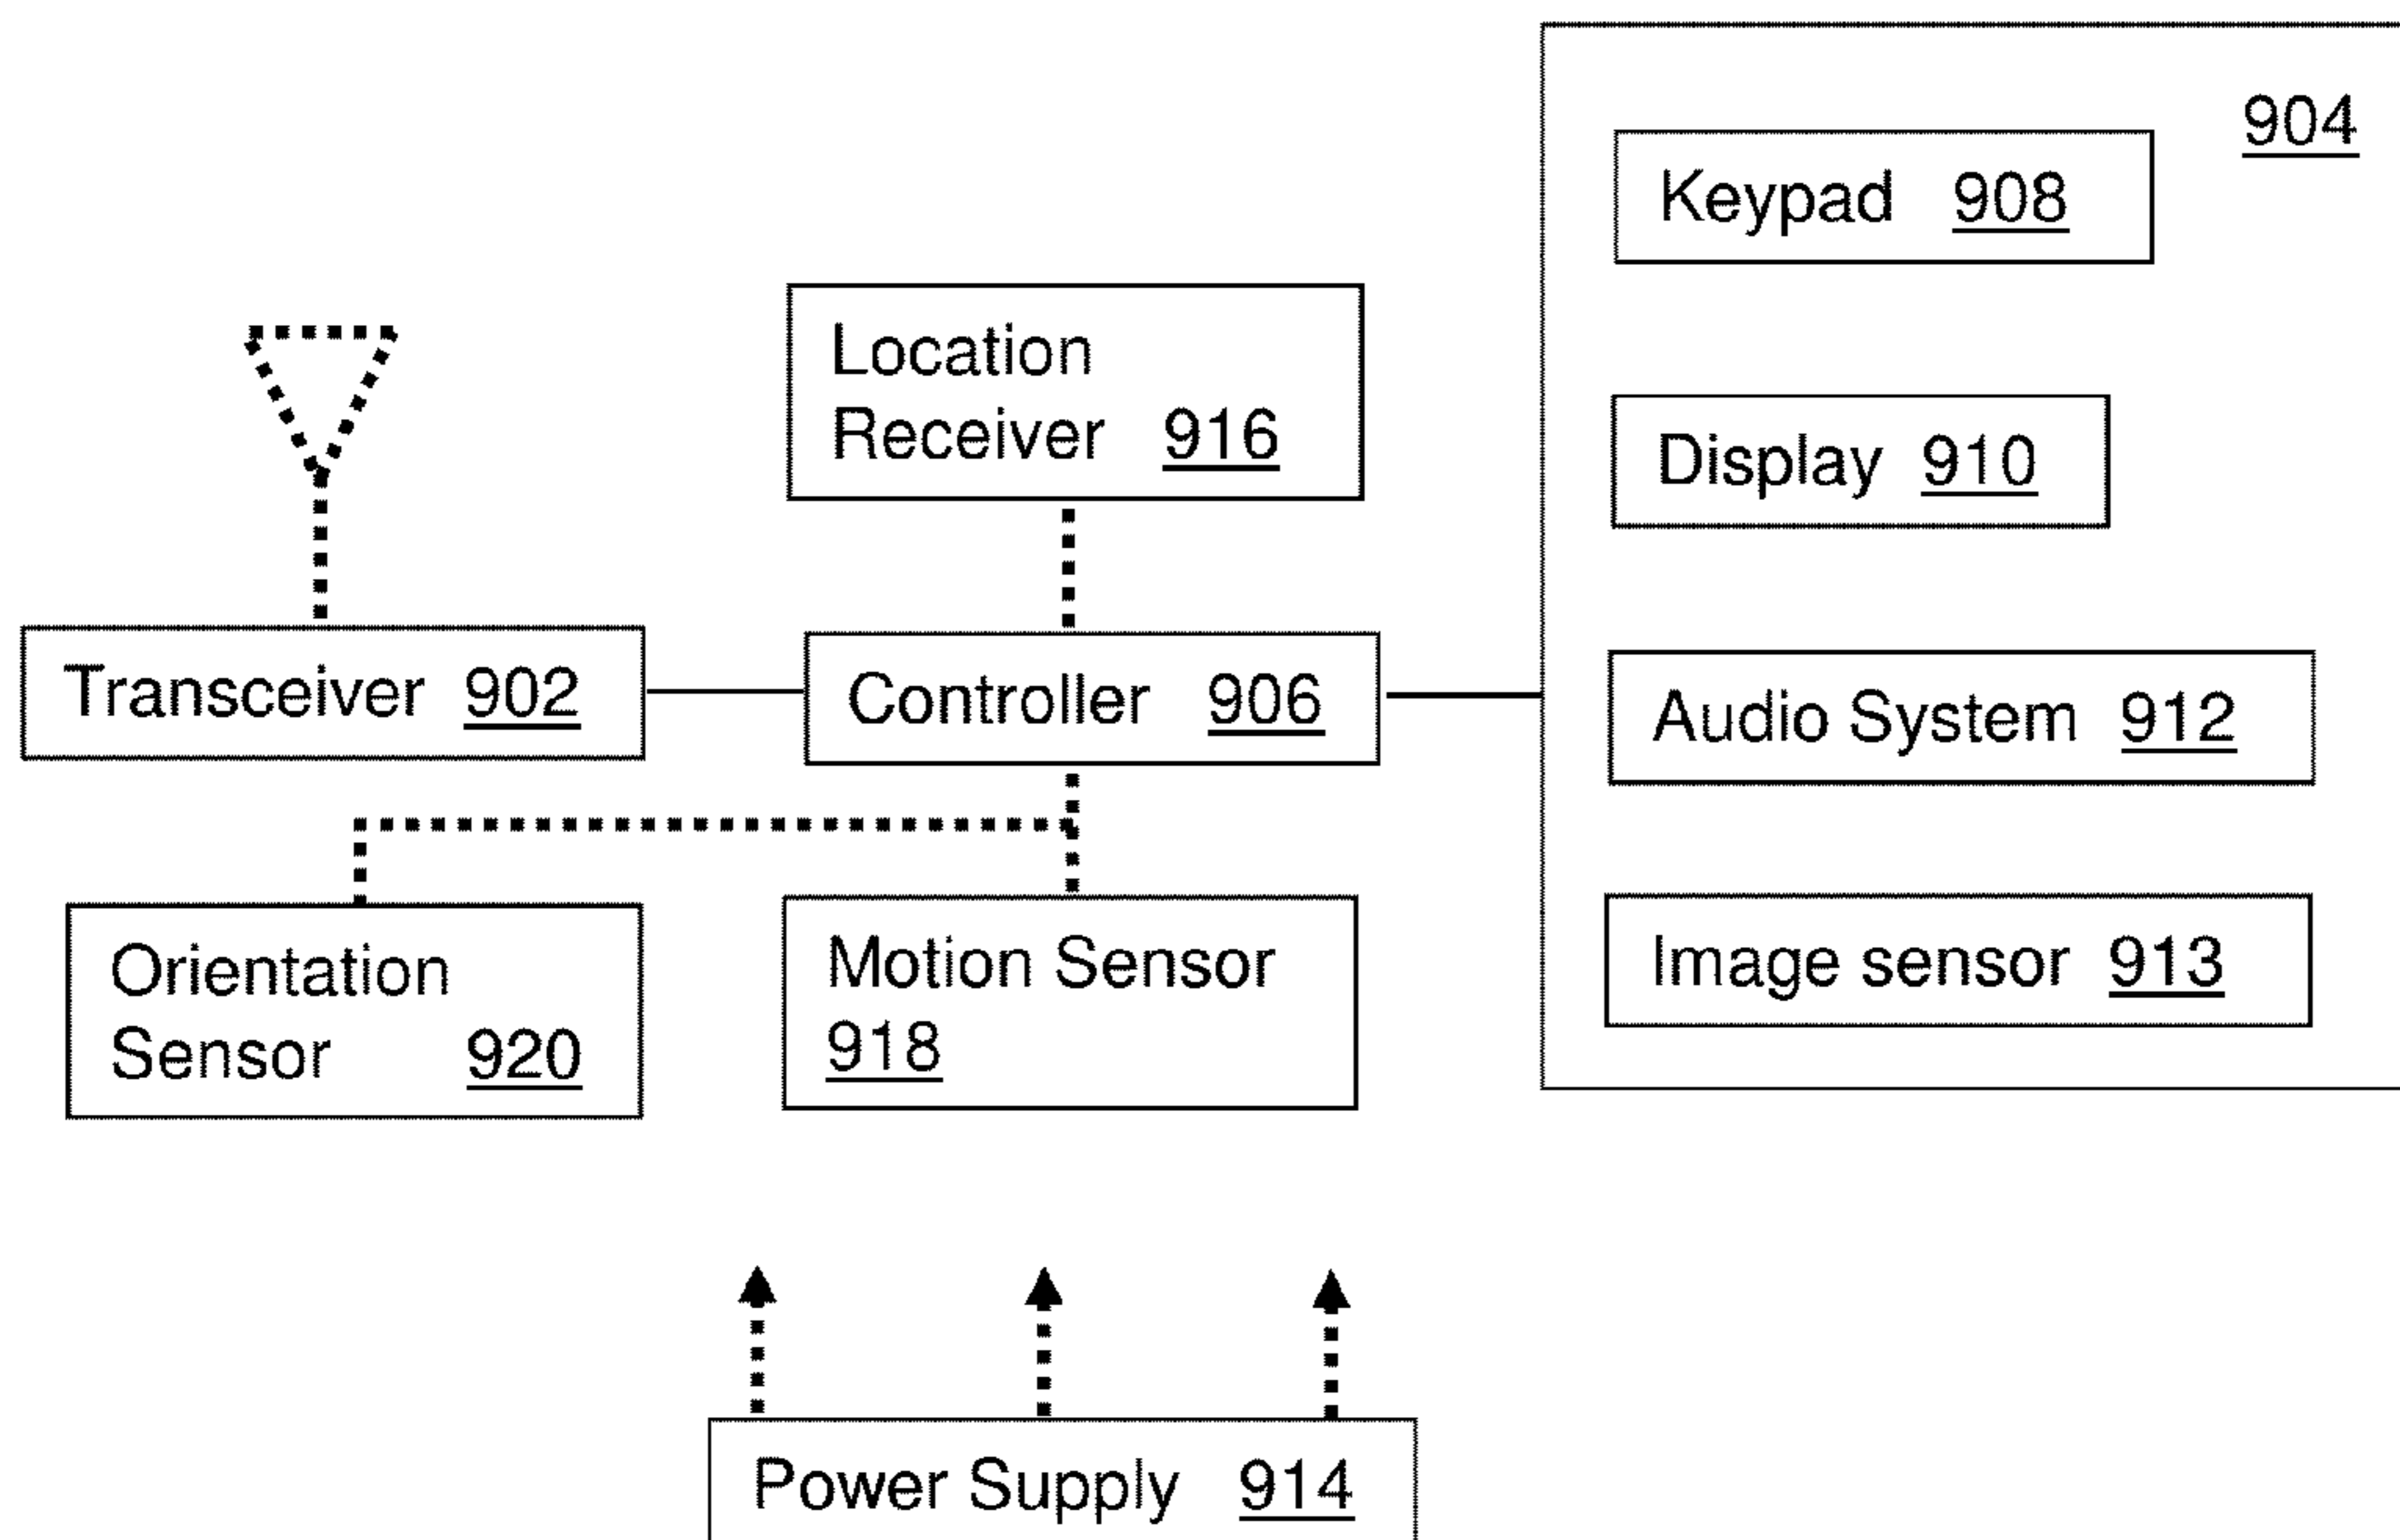 904
Keypad 908
Location
Receiver 916
Display 910
Transceiver 902
Controller 906
Audio System 912
Orientation
Sensor 920
Motion Sensor
918
Image sensor 913
Power Supply 914